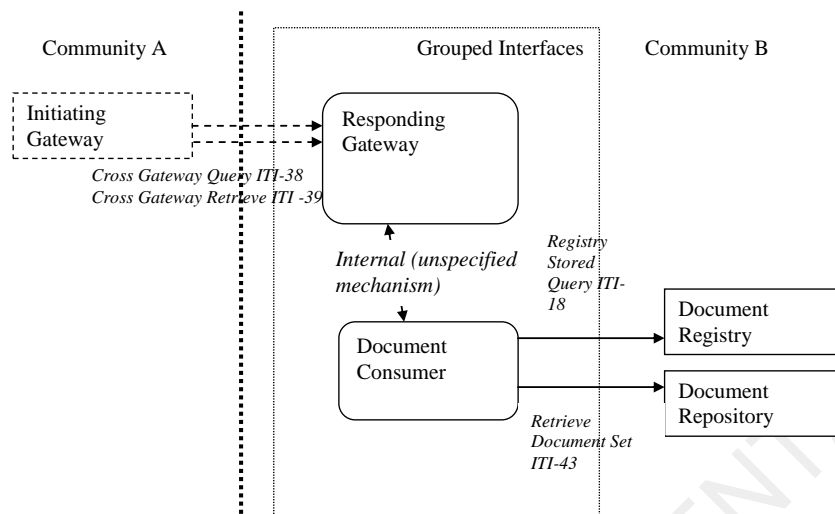 Community A
Grouped Interfaces
Community B
Initiating
Gateway
Responding
Gateway
Cross Gateway Query ITI-38
Cross Gateway Retrieve ITI -39
Internal (unspecified
mechanism)
Registry
Stored
Query ITI-
18
Document
Registry
Document
Consumer
Document
Repository
Retrieve
Document Set
ITI-43